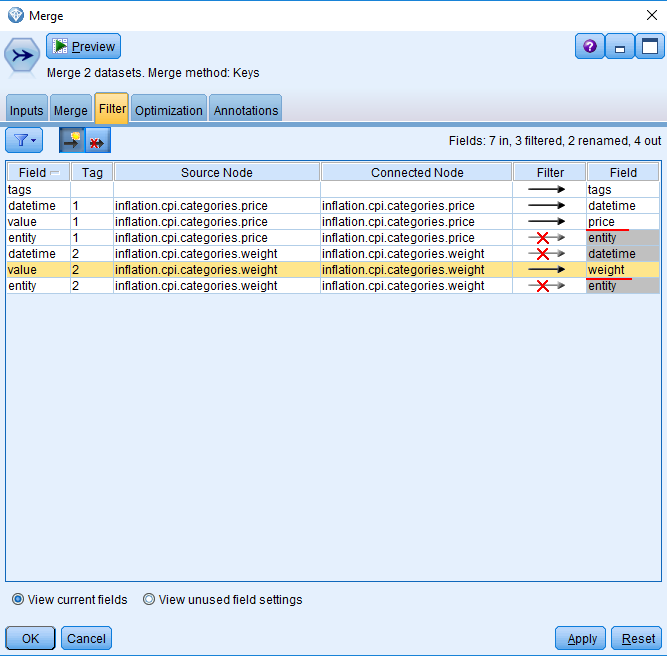 Merge
Preview
Merge 2 datasets. Merge method: Keys
Inputs Merge Filter Optimization Annotations
Fields: 7 in, 3 filtered, 2 renamed, 4 out
Field Tag Source Node Connected Node Filter Field
tags tags
datetime 1 inflation.cpi.categories.price inflation.cpi.categories.price datetime
value 1 inflation.cpi.categories.price inflation.cpi.categories.price price
entity 1 inflation.cpi.categories.price inflation.cpi.categories.price entity
datetime 2 inflation.cpi.categories.weight inflation.cpi.categories.weight datetime
value 2 inflation.cpi.categories.weight inflation.cpi.categories.weight weight
entity 2 inflation.cpi.categories.weight inflation.cpi.categories.weight entity
View current fields View unused field settings
OK Cancel Apply Reset